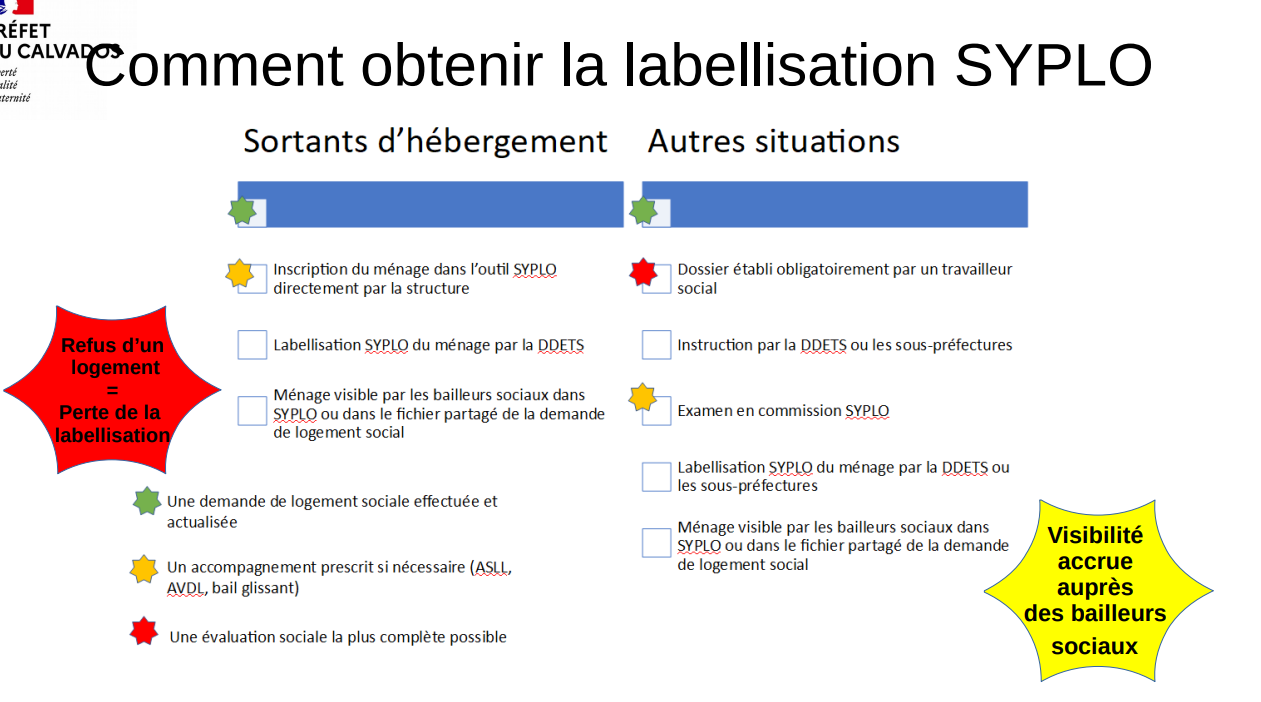 RÉFET
U CALVADOS
erté
alité
ternité
Comment obtenir la labellisation SYPLO
Sortants d’hébergement
Inscription du ménage dans l’outil SYPLO
directement par la structure
Labellisation SYPLO du ménage par la DDETS
Ménage visible par les bailleurs sociaux dans
SYPLO ou dans le fichier partagé de la demande
de logement social
Autres situations
Dossier établi obligatoirement par un travailleur
social
Instruction par la DDETS ou les sous-préfectures
Examen en commission SYPLO
Labellisation SYPLO du ménage par la DDETS ou
les sous-préfectures
Ménage visible par les bailleurs sociaux dans
SYPLO ou dans le fichier partagé de la demande
de logement social
Refus d’un
logement
=
Perte de la
labellisation
Une demande de logement sociale effectuée et
actualisée
Un accompagnement prescrit si nécessaire (ASLL,
AVDL, bail glissant)
Une évaluation sociale la plus complète possible
Visibilité
accrue
auprès
des bailleurs
sociaux